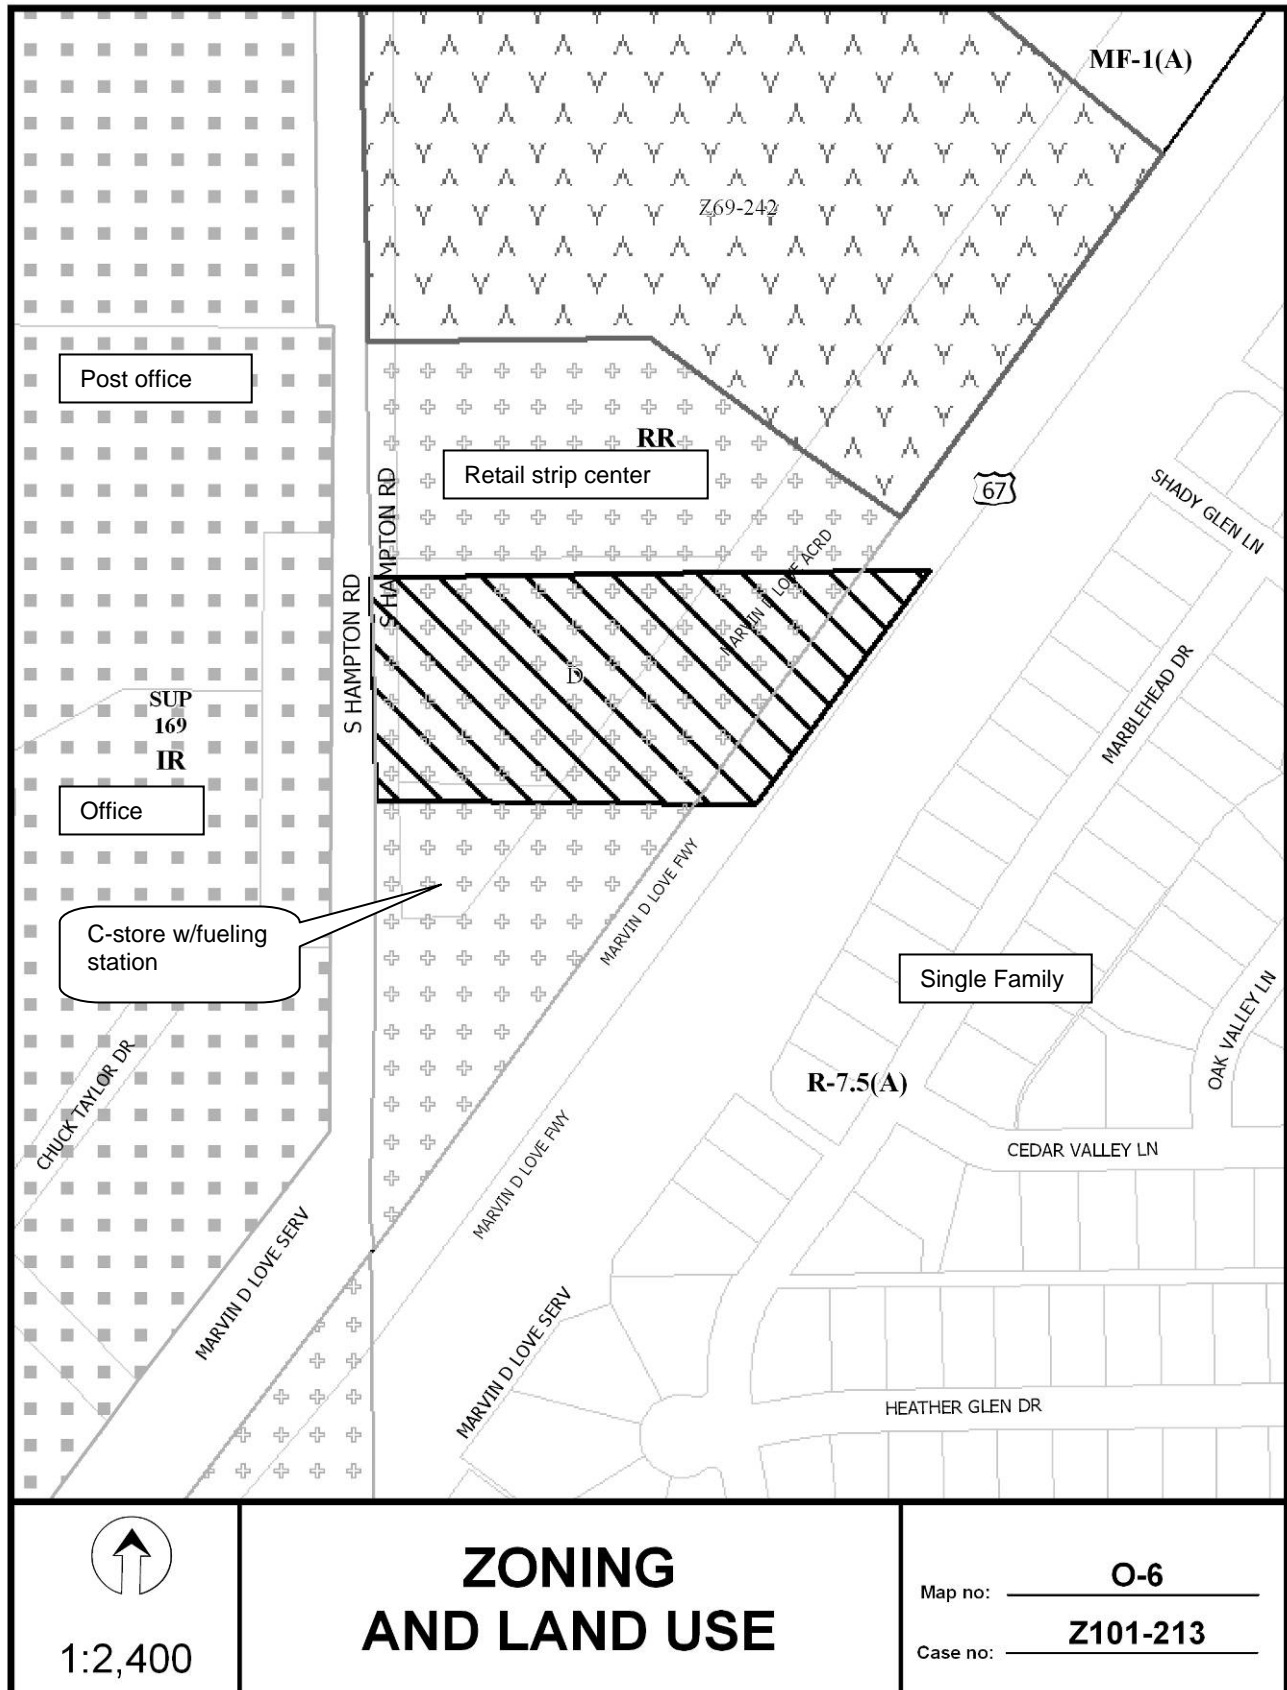 MF-1(A)
Z69-242
Post office
RR
Retail strip center
67
SHADY GLEN LN
S HAMPTON RD
S HAMPTON RD
MARVIN D LOVE ACRD
D
MARBLEHEAD DR
SUP
169
IR
Office
MARVIN D LOVE FWY
C-store w/fueling
station
Single Family
OAK VALLEY LN
R-7.5(A)
CHUCK TAYLOR DR
CEDAR VALLEY LN
MARVIN D LOVE FWY
MARVIN D LOVE SERV
MARVIN D LOVE SERV
HEATHER GLEN DR
1:2,400
ZONING
AND LAND USE
Map no: O-6
Case no: Z101-213